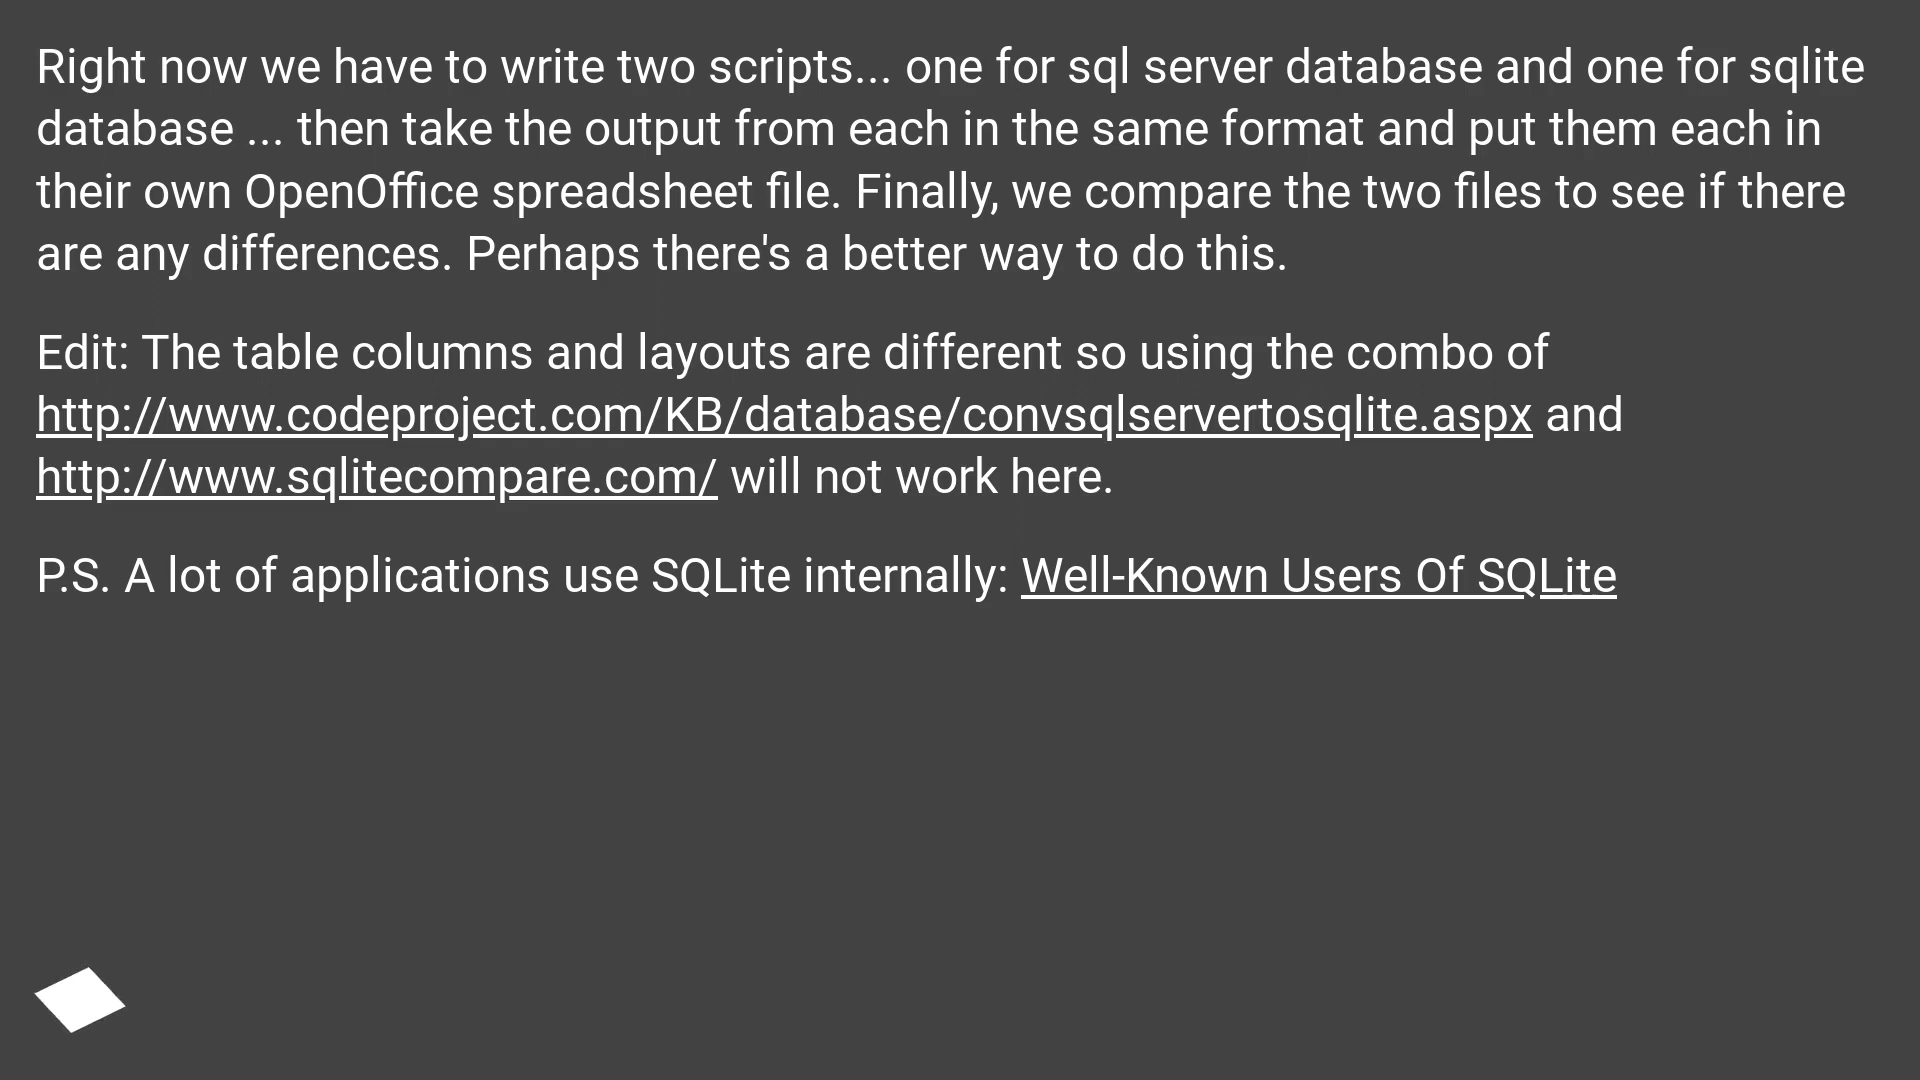 Right now we have to write two scripts... one for sql server database and one for sqlite
database ... then take the output from each in the same format and put them each in
their own OpenOffice spreadsheet file. Finally, we compare the two files to see if there
are any differences. Perhaps there's a better way to do this.
Edit: The table columns and layouts are different so using the combo of
http://www.codeproject.com/KB/database/convsqlservertosqlite.aspx and
http://www.sqlitecompare.com/ will not work here.
P.S. A lot of applications use SQLite internally: Well-Known Users Of SQLite